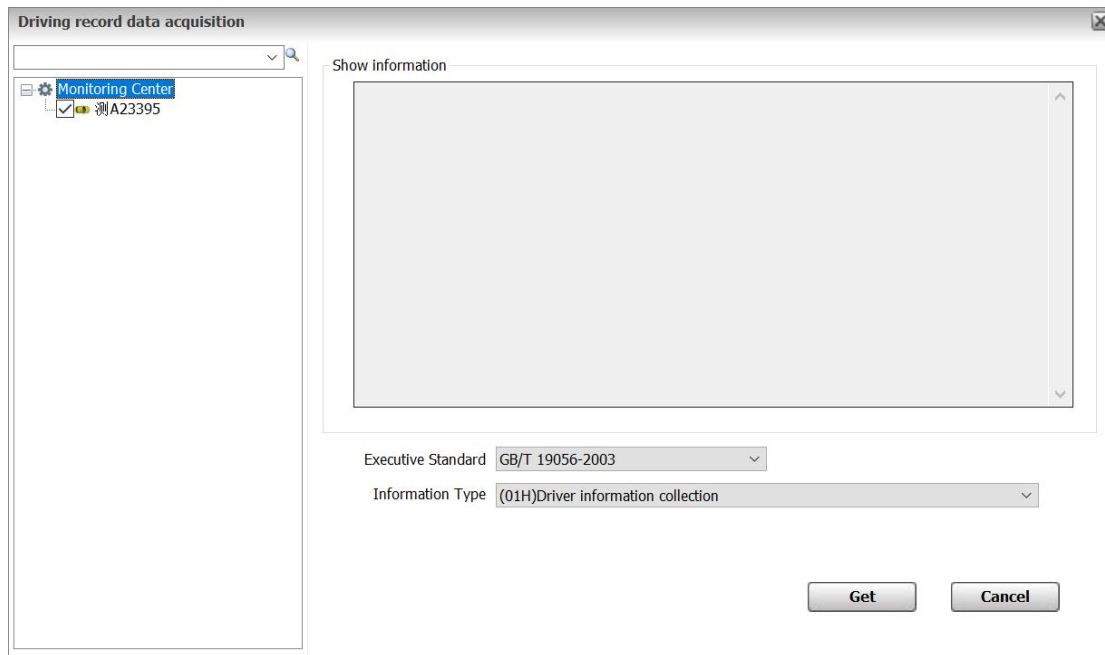 Driving record data acquisition
Monitoring Center
测A23395
Show information
Executive Standard GB/T 19056-2003
Information Type (01H)Driver information collection
Get Cancel